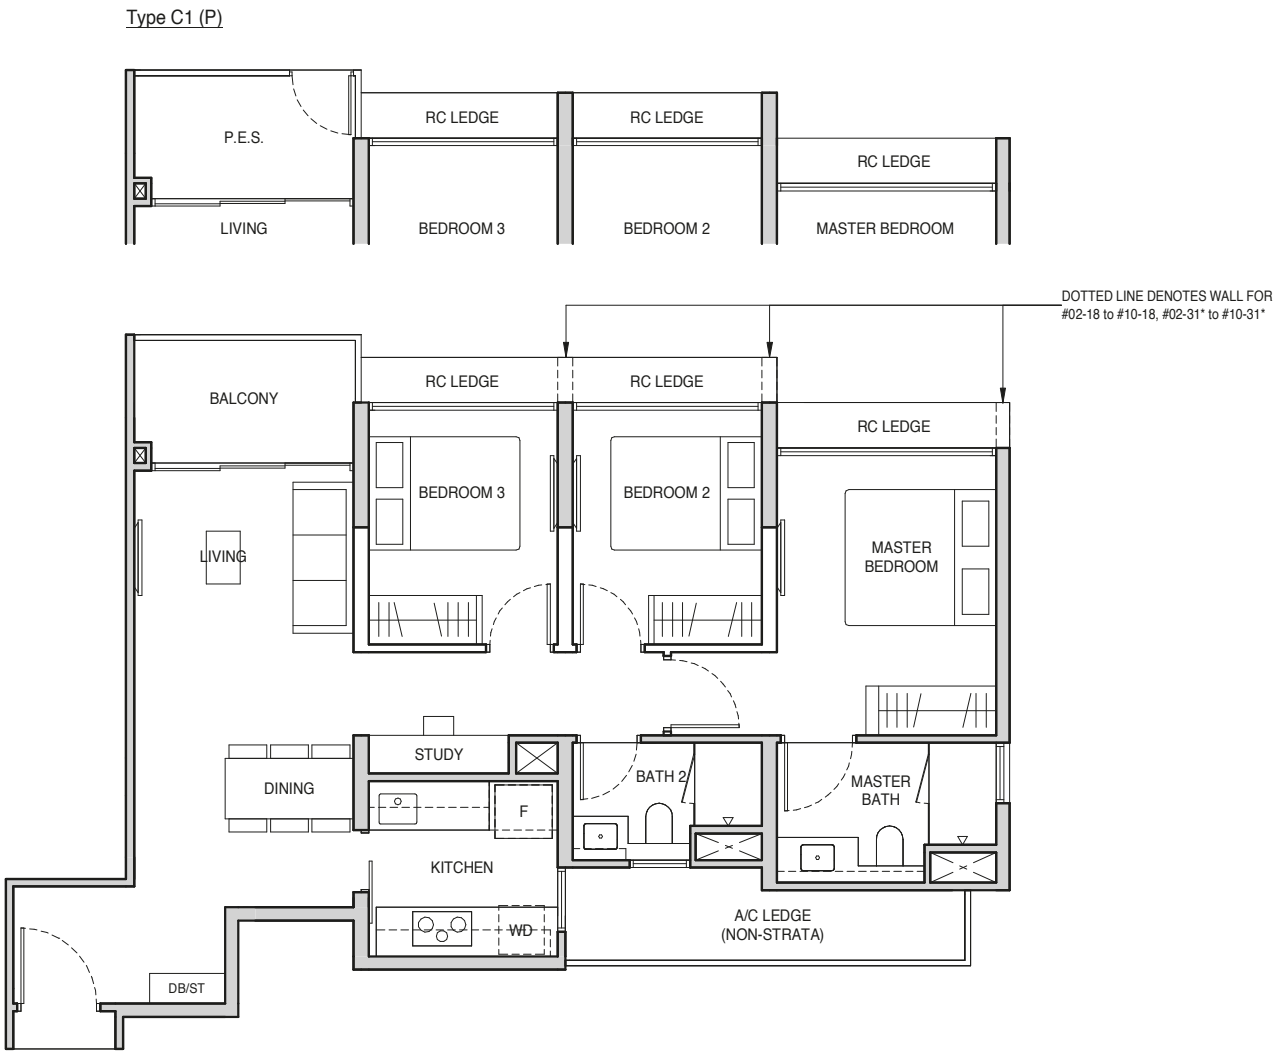 Type C1 (P)
RC LEDGE
RC LEDGE
P.E.S.
RC LEDGE
LIVING
BEDROOM 3
BEDROOM 2
MASTER BEDROOM
DOTTED LINE DENOTES WALL FOR
#02-18 to #10-18, #02-31* to #10-31*
RC LEDGE
RC LEDGE
BALCONY
RC LEDGE
BEDROOM 3
BEDROOM 2
LIVING
MASTER
BEDROOM
STUDY
BATH 2
MASTER
BATH
DINING
F
KITCHEN
A/C LEDGE
(NON-STRATA)
WD
DB/ST